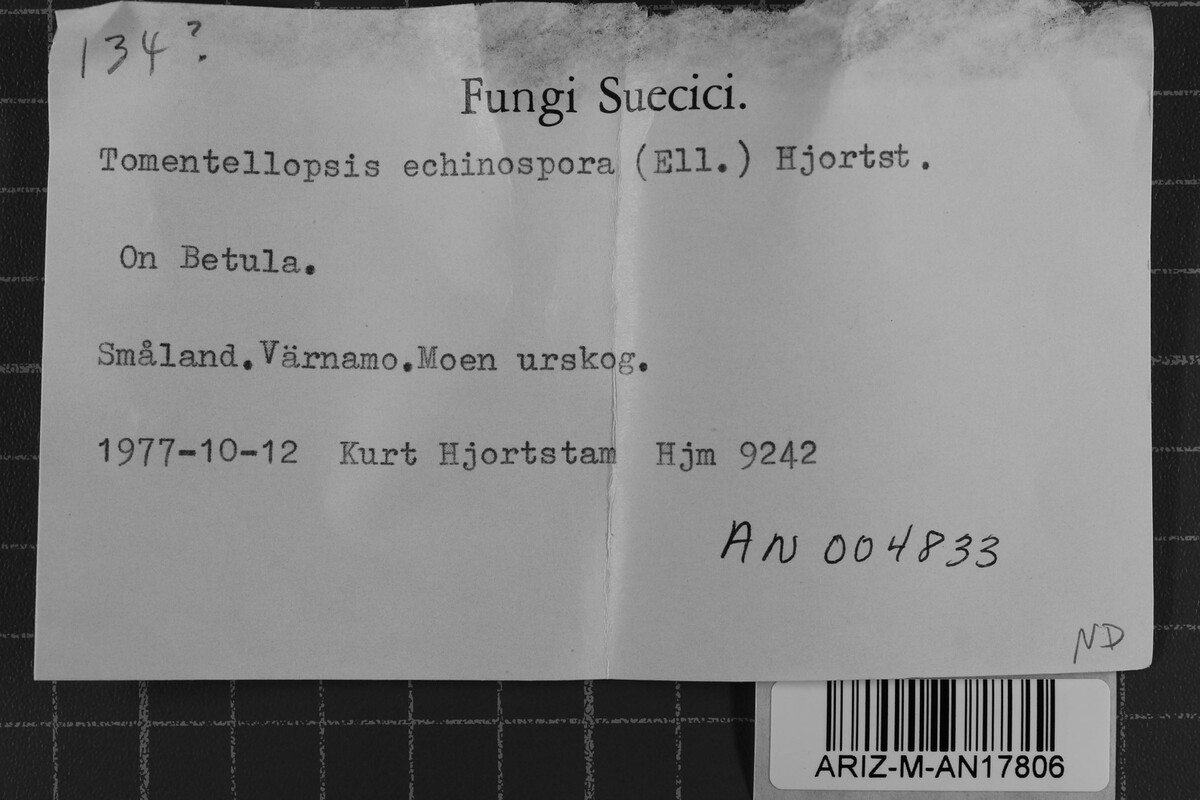 134?.
Fungi Suecici.
Tomentellopsis echinospora (Ell.) Hjortst.
On Betula.
Småland.Värnamo.Moen urskog.
1977-10-12 Kurt Hjortstam Hjm 9242
AN 004833
ND
ARIZ-M-AN17806